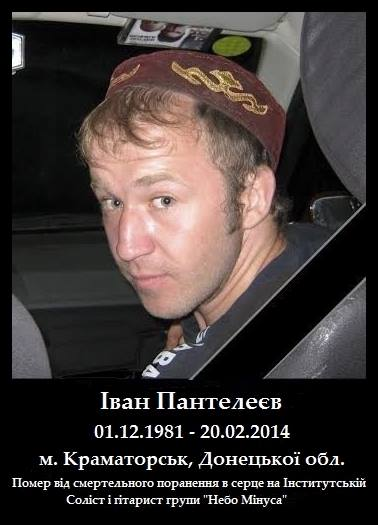 Іван Пантелеєв
01.12.1981 - 20.02.2014
м. Краматорськ, Донецької обл.
Помер від смертельного поранення в серце на Інститутській
Соліст і гітарист групи "Небо Мінуса"